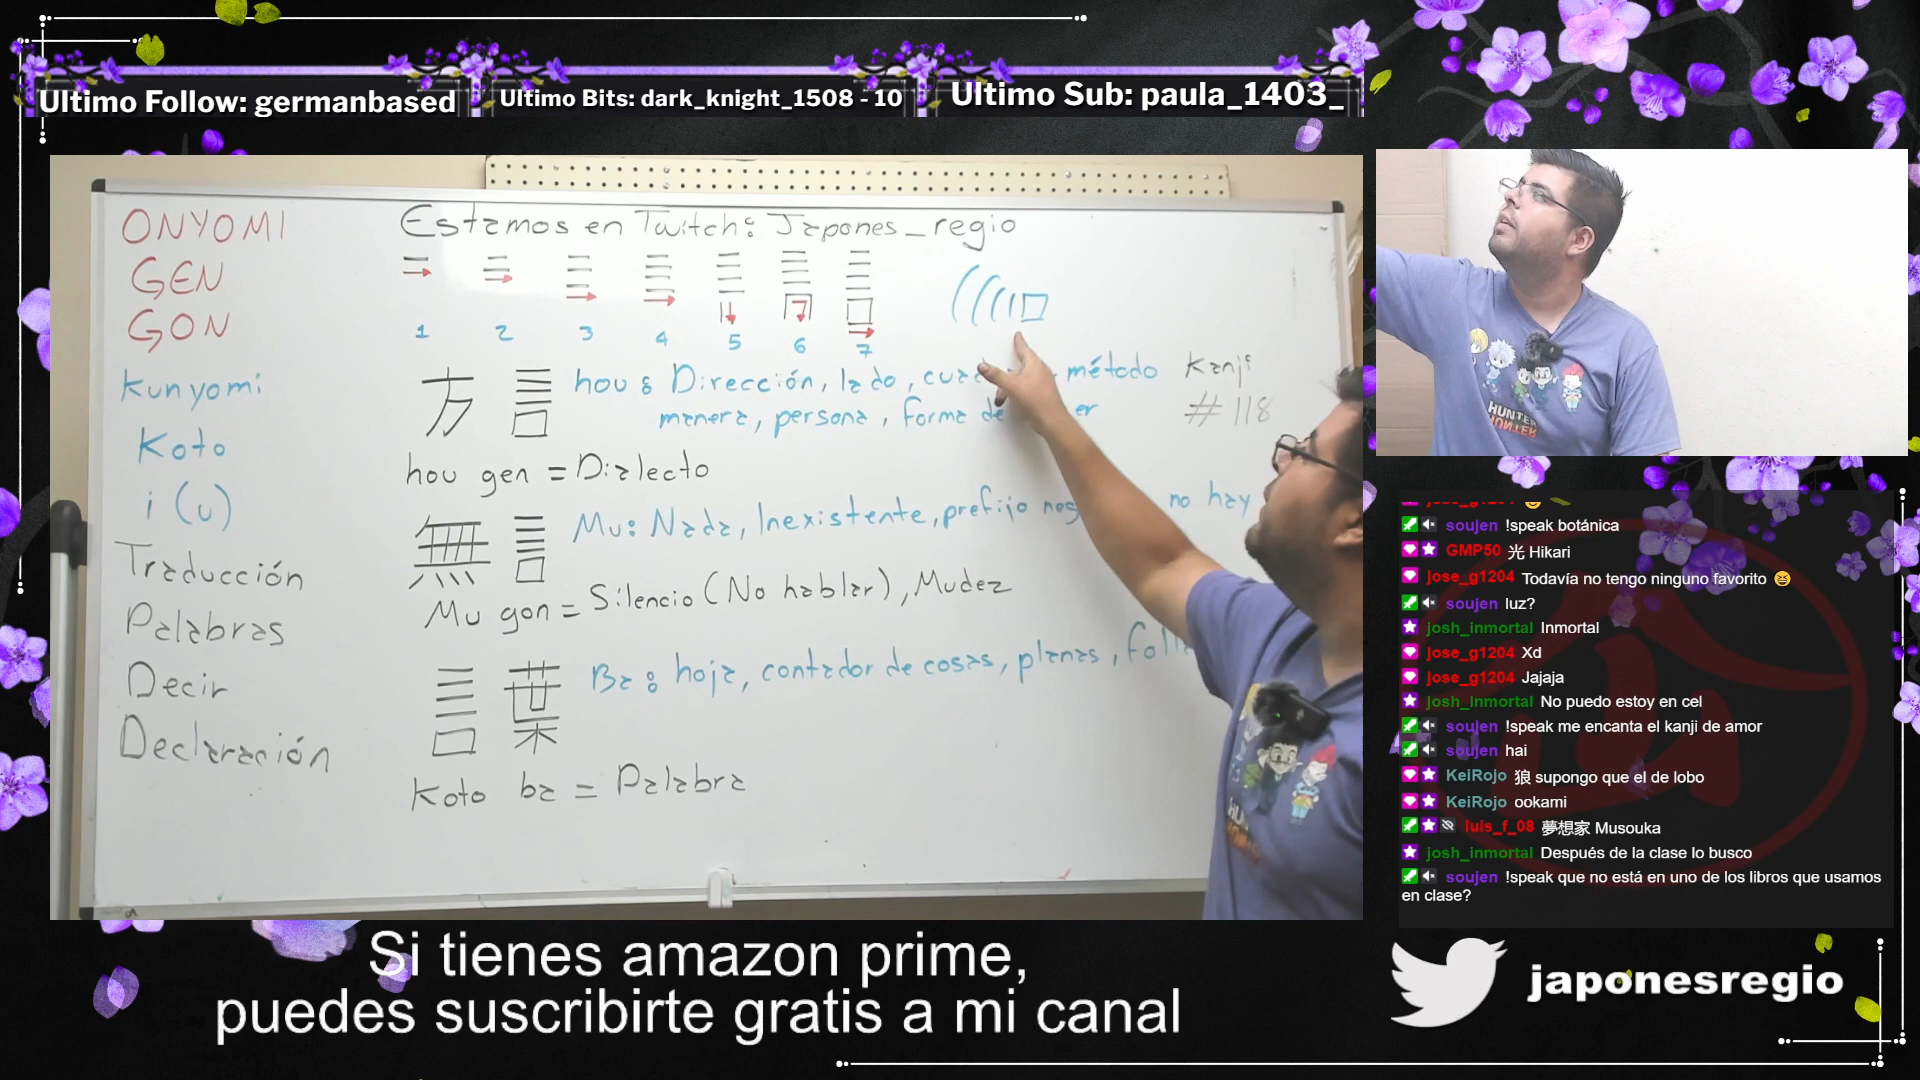 Ultimo Follow: germanbased
Ultimo Bits: dark_knight_1508 - 10
Ultimo Sub: paula_1403_
ONYOMI
GEN
GON
Kunyomi
Koto
i (u)
Traducción
Palabras
Decir
Declaración
Estamos en Twitch: Japones_regio
1 2 3 4 5 6 7
方言 hou: Dirección, lado, método
manera, persona, forma de
Kanji
#118
hou gen = Dialecto
無言 Mu: Nada, Inexistente, prefijo no hay
Mu gon = Silencio (No hablar), Mudez
言葉 Ba: hoja, contador de cosas, planas,
Koto ba = Palabra
HUNTER
HUNTER
soujen !speak botánica
GMP50 光 Hikari
jose_g1204 Todavía no tengo ninguno favorito 😆
soujen luz?
josh_inmortal Inmortal
jose_g1204 Xd
jose_g1204 Jajaja
josh_inmortal No puedo estoy en cel
soujen !speak me encanta el kanji de amor
soujen hai
KeiRojo 狼 supongo que el de lobo
KeiRojo ookami
luis_f_08 夢想家 Musouka
josh_inmortal Después de la clase lo busco
soujen !speak que no está en uno de los libros que usamos
en clase?
Si tienes amazon prime,
puedes suscribirte gratis a mi canal
japonesregio